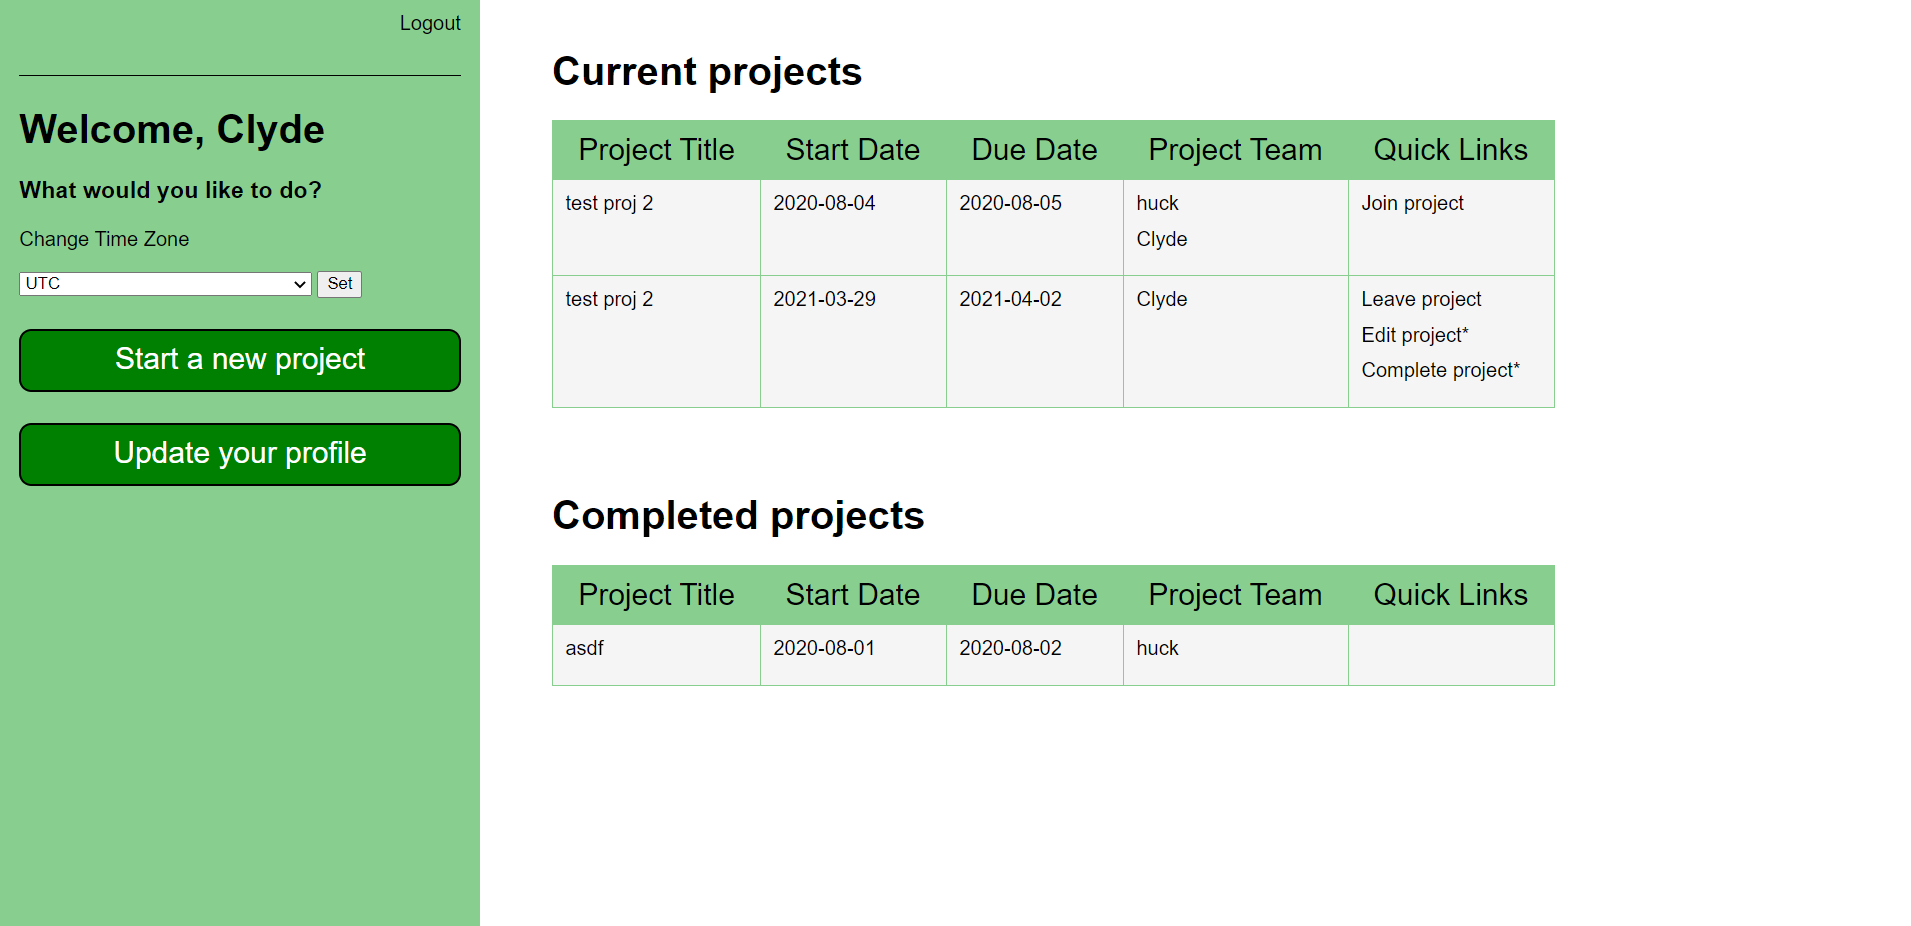 Logout
Welcome, Clyde
What would you like to do?
Change Time Zone
UTC Set
Start a new project
Update your profile
Current projects
Project Title Start Date Due Date Project Team Quick Links
test proj 2 2020-08-04 2020-08-05 huck Join project
Clyde
test proj 2 2021-03-29 2021-04-02 Clyde Leave project
Edit project*
Complete project*
Completed projects
Project Title Start Date Due Date Project Team Quick Links
asdf 2020-08-01 2020-08-02 huck